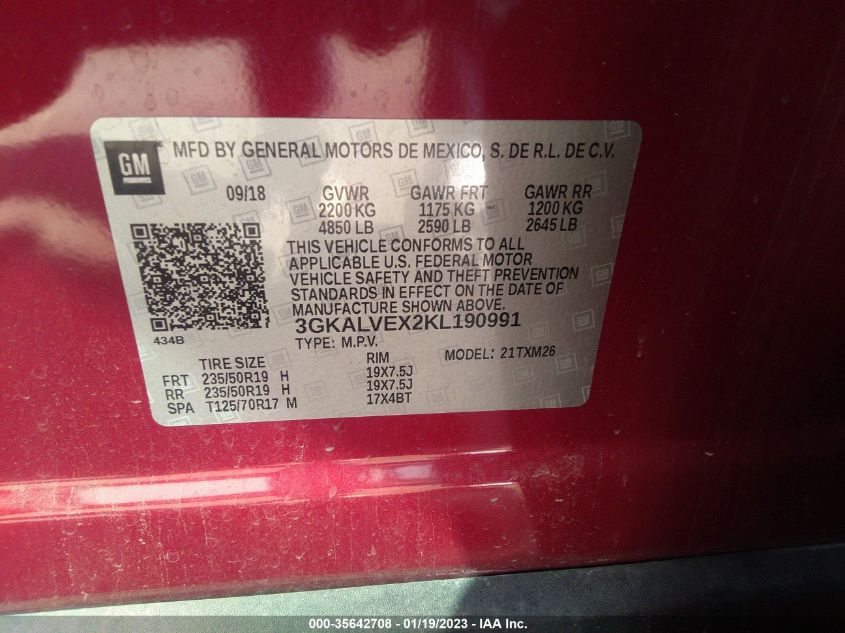 GM MFD BY GENERAL MOTORS DE MEXICO, S. DE R.L. DE C.V.
09/18 GVWR GAWR FRT GAWR RR
2200 KG 1175 KG 1200 KG
4850 LB 2590 LB 2645 LB
THIS VEHICLE CONFORMS TO ALL
APPLICABLE U.S. FEDERAL MOTOR
VEHICLE SAFETY AND THEFT PREVENTION
STANDARDS IN EFFECT ON THE DATE OF
MANUFACTURE SHOWN ABOVE.
434B
3GKALVEX2KL190991
TYPE: M.P.V. MODEL: 21TXM26
TIRE SIZE RIM
FRT 235/50R19 H 19X7.5J
RR 235/50R19 H 19X7.5J
SPA T125/70R17 M 17X4BT
000-35642708 - 01/19/2023 - IAA Inc.